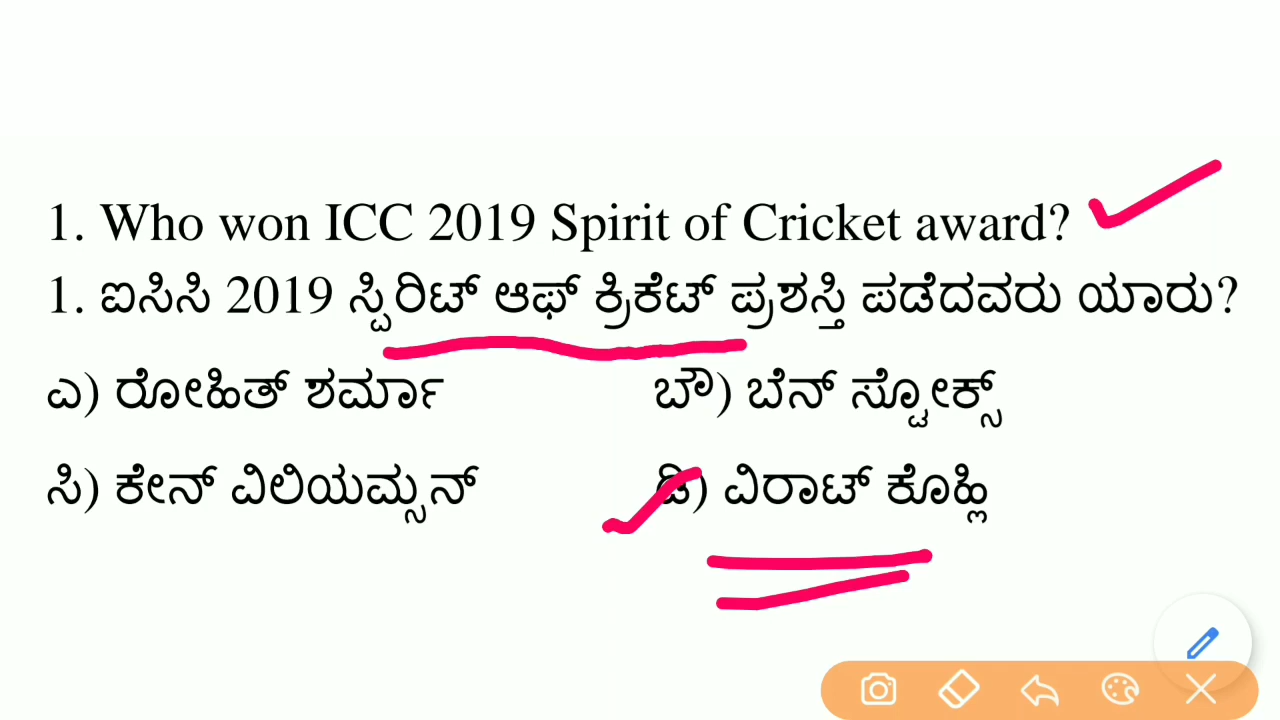 1. Who won ICC 2019 Spirit of Cricket award?
1. ಐಸಿಸಿ 2019 ಸ್ಪಿರಿಟ್ ಆಫ್ ಕ್ರಿಕೆಟ್ ಪ್ರಶಸ್ತಿ ಪಡೆದವರು ಯಾರು?
ಎ) ರೋಹಿತ್ ಶರ್ಮಾ ಬೌ) ಬೆನ್ ಸ್ಟೋಕ್ಸ್
ಸಿ) ಕೇನ್ ವಿಲಿಯಮ್ಸನ್ ಡಿ) ವಿರಾಟ್ ಕೊಹ್ಲಿ